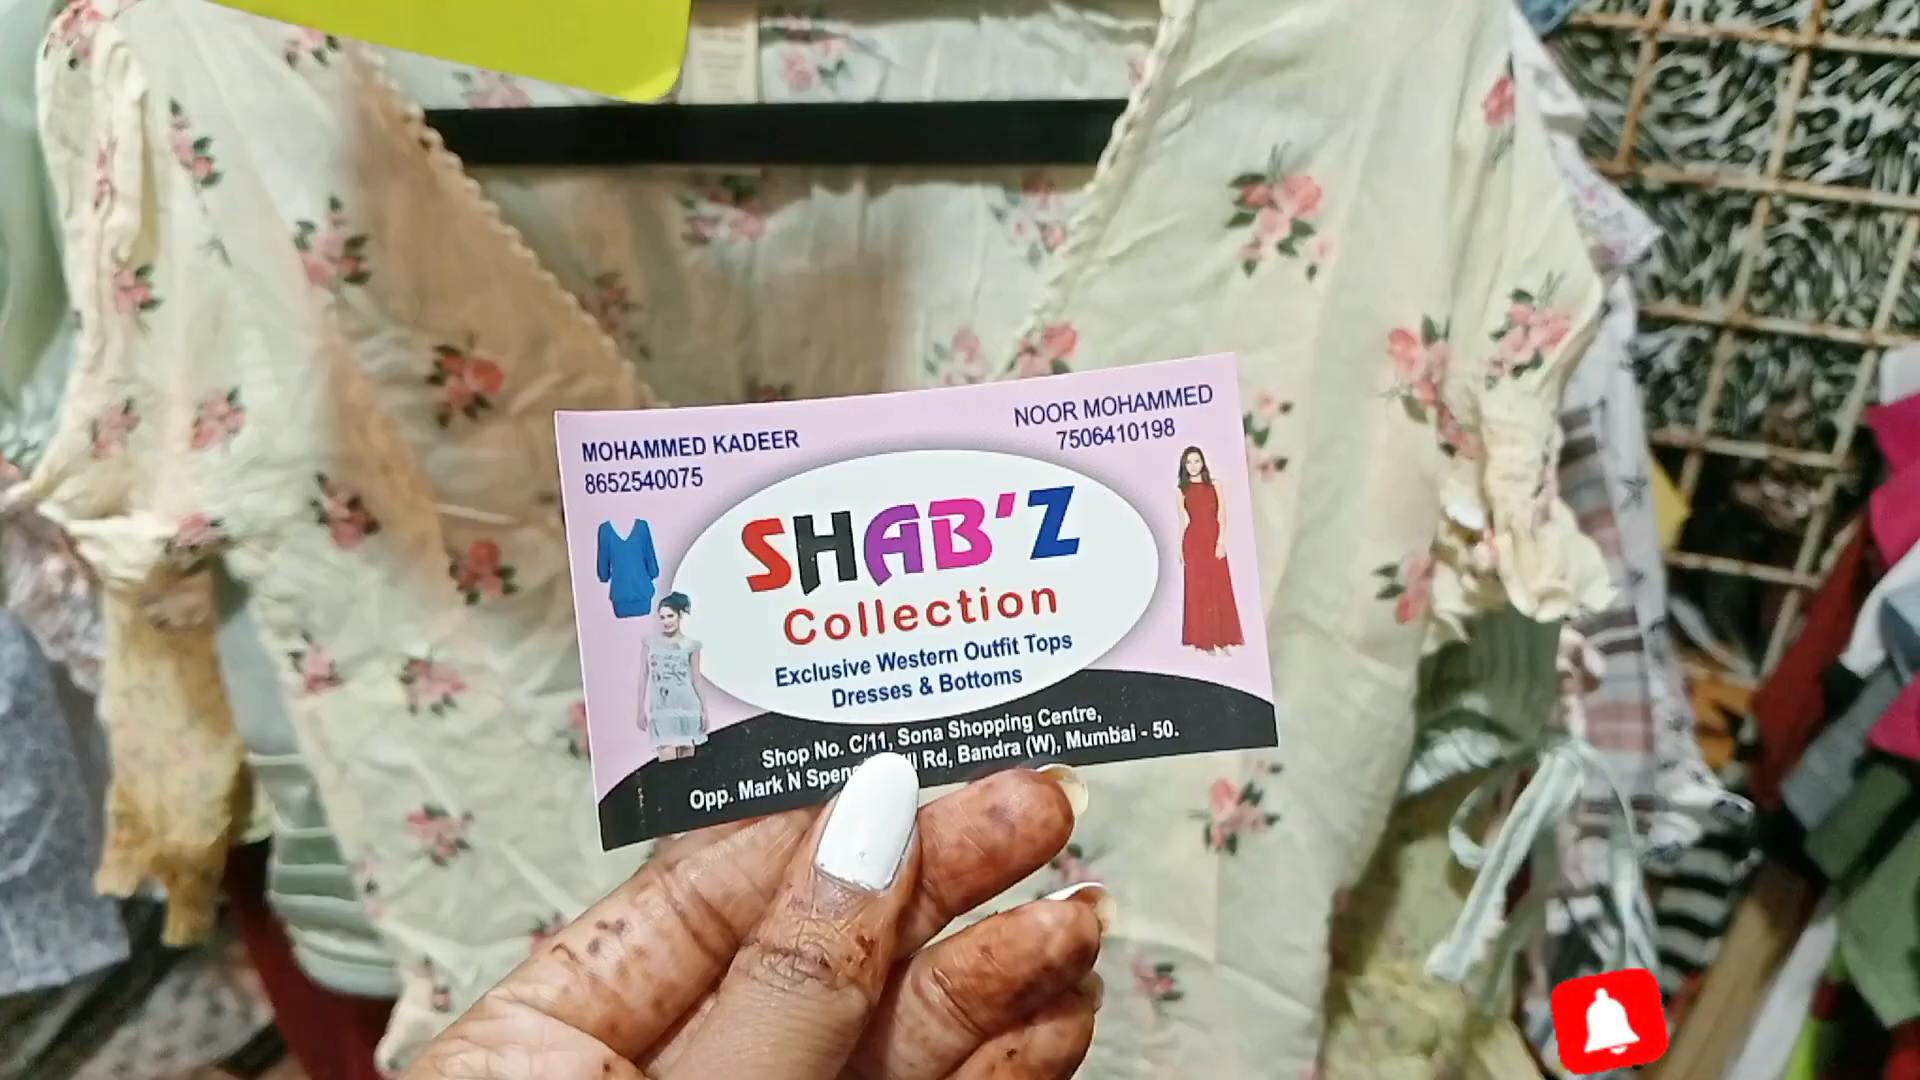 MOHAMMED KADEER
8652540075
NOOR MOHAMMED
7506410198
SHAB'Z
Collection
Exclusive Western Outfit Tops
Dresses & Bottoms
Shop No. C/11, Sona Shopping Centre,
Opp. Mark N Rd, Bandra (W), Mumbai - 50.